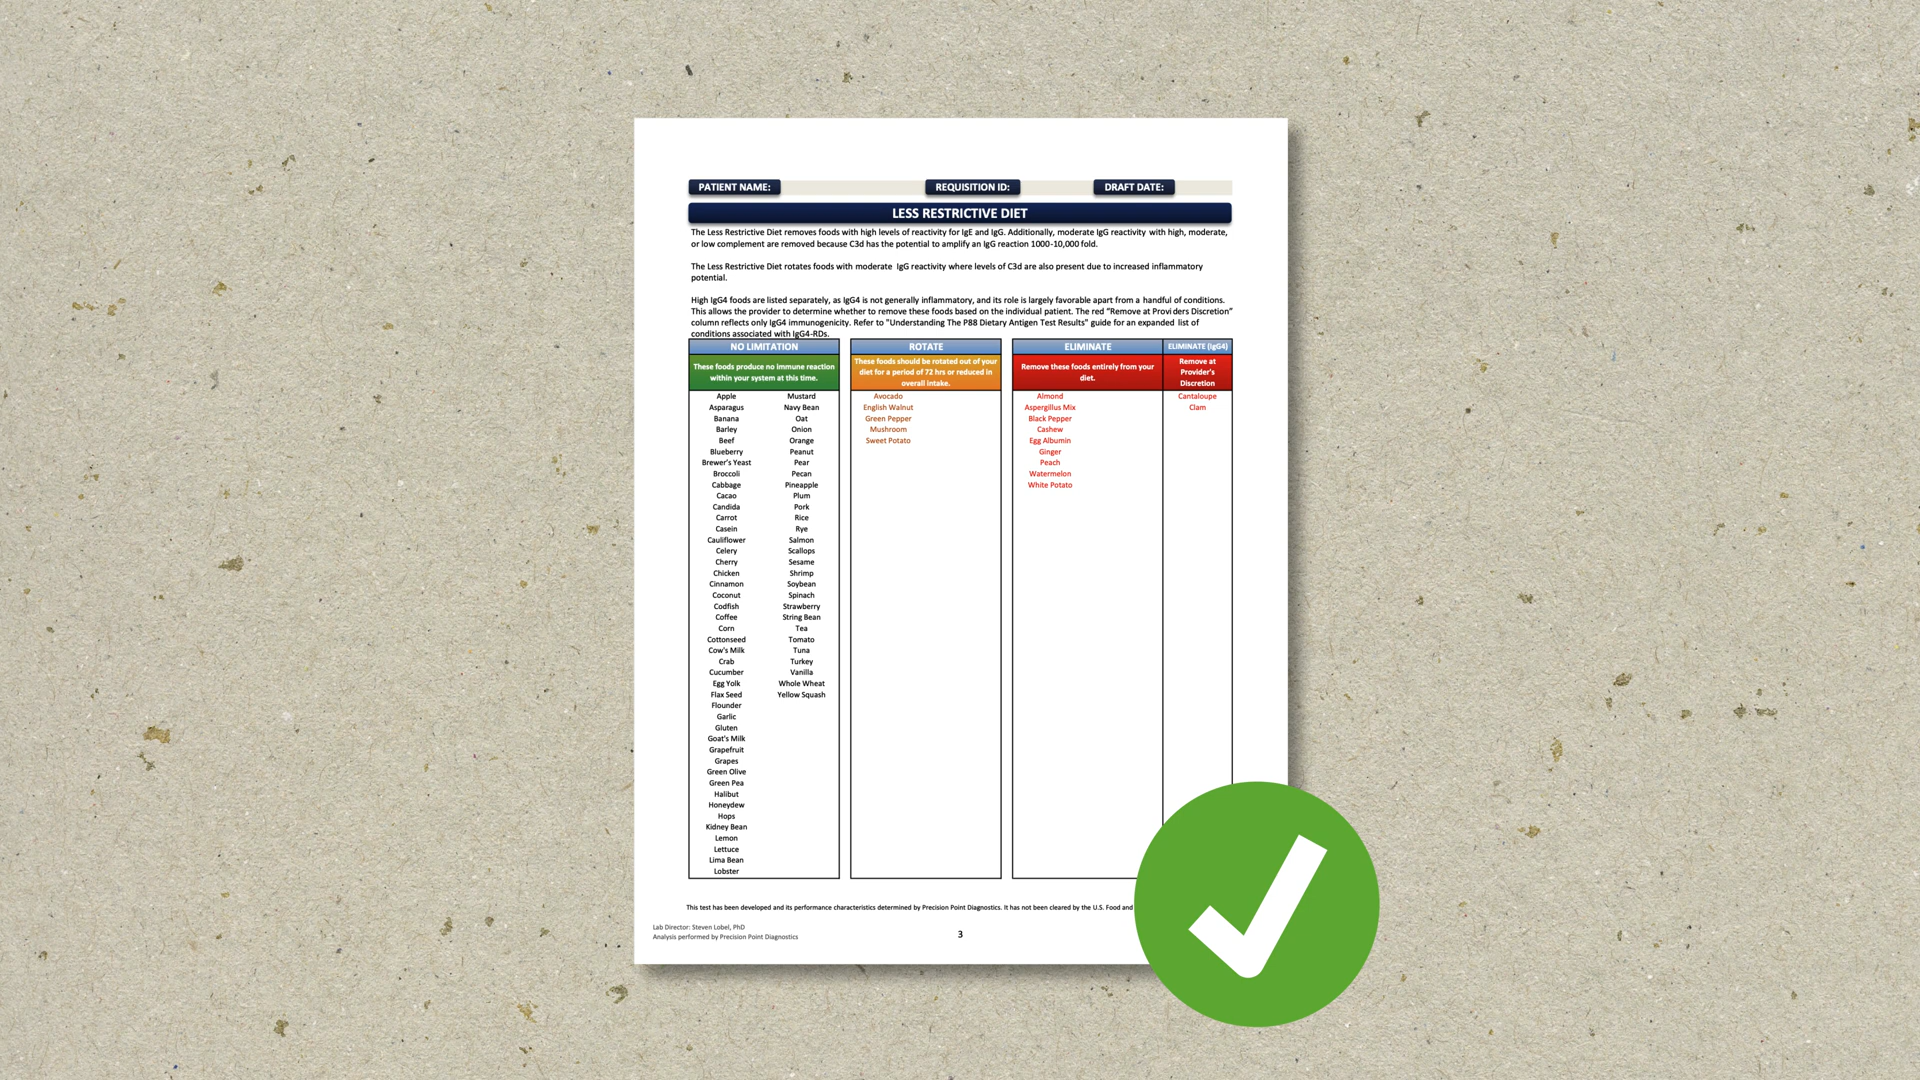 PATIENT NAME: REQUISITION ID: DRAFT DATE:
LESS RESTRICTIVE DIET
The Less Restrictive Diet removes foods with high levels of reactivity for IgE and IgG. Additionally, moderate IgG reactivity with high, moderate,
or low complement are removed because C3d has the potential to amplify an IgG reaction 1000-10,000 fold.
The Less Restrictive Diet rotates foods with moderate IgG reactivity where levels of C3d are also present due to increased inflammatory
potential.
High IgG4 foods are listed separately, as IgG4 is not generally inflammatory, and its role is largely favorable apart from a handful of conditions.
This allows the provider to determine whether to remove these foods based on the individual patient. The red “Remove at Providers Discretion”
column reflects only IgG4 immunogenicity. Refer to "Understanding The P88 Dietary Antigen Test Results" guide for an expanded list of
conditions associated with IgG4-RDs.
NO LIMITATION
These foods produce no immune reaction
within your system at this time.
Apple
Asparagus
Banana
Barley
Beef
Blueberry
Brewer's Yeast
Broccoli
Cabbage
Cacao
Candida
Carrot
Casein
Cauliflower
Celery
Cherry
Chicken
Cinnamon
Coconut
Codfish
Coffee
Corn
Cottonseed
Cow's Milk
Crab
Cucumber
Egg Yolk
Flax Seed
Flounder
Garlic
Gluten
Goat's Milk
Grapefruit
Grapes
Green Olive
Green Pea
Halibut
Honeydew
Hops
Kidney Bean
Lemon
Lettuce
Lima Bean
Lobster
Mustard
Navy Bean
Oat
Onion
Orange
Peanut
Pear
Pecan
Pineapple
Plum
Pork
Rice
Rye
Salmon
Scallops
Sesame
Shrimp
Soybean
Spinach
Strawberry
String Bean
Tea
Tomato
Tuna
Turkey
Vanilla
Whole Wheat
Yellow Squash
ROTATE
These foods should be rotated out of your
diet for a period of 72 hrs or reduced in
overall intake.
Avocado
English Walnut
Green Pepper
Mushroom
Sweet Potato
ELIMINATE
Remove these foods entirely from your
diet.
Almond
Aspergillus Mix
Black Pepper
Cashew
Egg Albumin
Ginger
Peach
Watermelon
White Potato
ELIMINATE (IgG4)
Remove at
Provider's
Discretion
Cantaloupe
Clam
This test has been developed and its performance characteristics determined by Precision Point Diagnostics. It has not been cleared by the U.S. Food and
Lab Director: Steven Lobel, PhD
Analysis performed by Precision Point Diagnostics
3